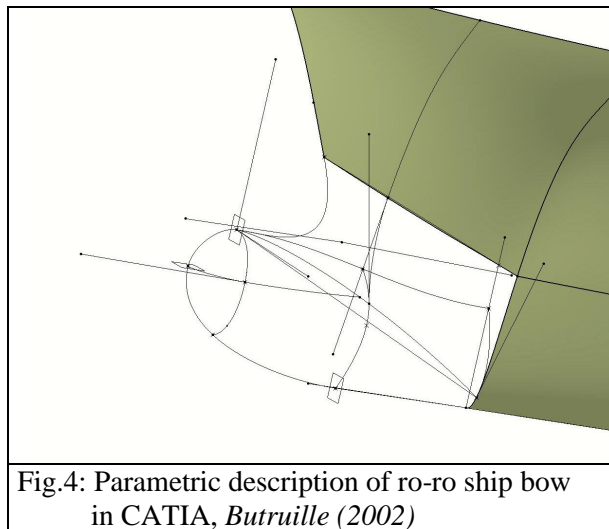 Fig.4: Parametric description of ro-ro ship bow
in CATIA, Butruille (2002)